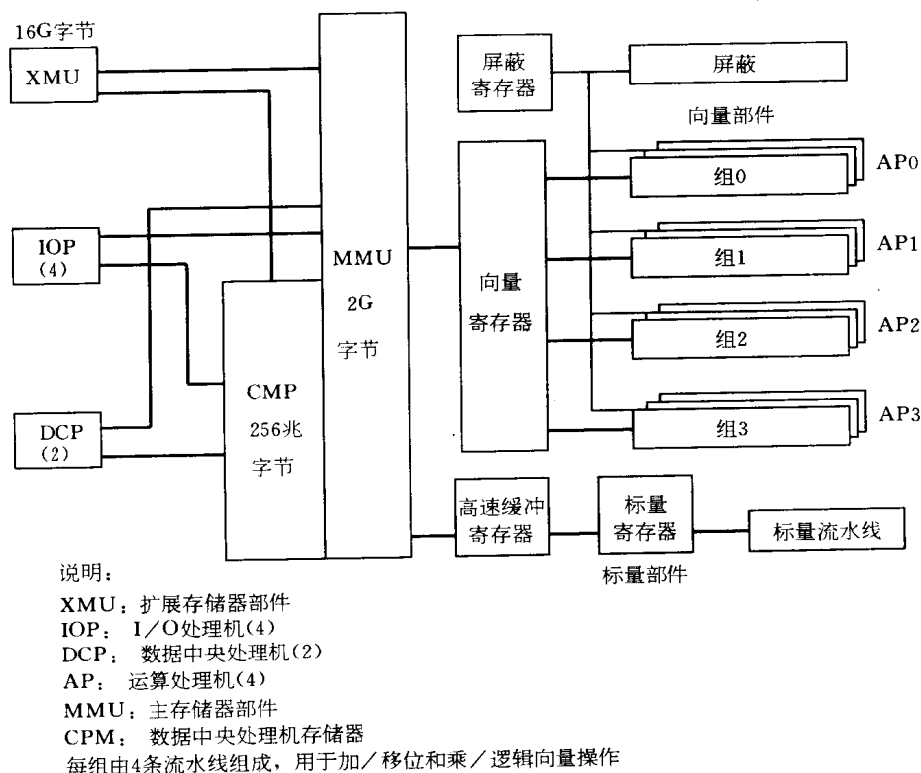 16G字节
XMU
IOP
(4)
DCP
(2)
CMP
256兆
字节
MMU
2G
字节
屏蔽
寄存器
屏蔽
向量部件
向量
寄存器
组0
AP0
组1
AP1
组2
AP2
组3
AP3
高速缓冲
寄存器
标量
寄存器
标量流水线
标量部件
说明：
XMU：扩展存储器部件
IOP： I/O处理机(4)
DCP： 数据中央处理机(2)
AP： 运算处理机(4)
MMU：主存储器部件
CPM： 数据中央处理机存储器
每组由4条流水线组成，用于加/移位和乘/逻辑向量操作